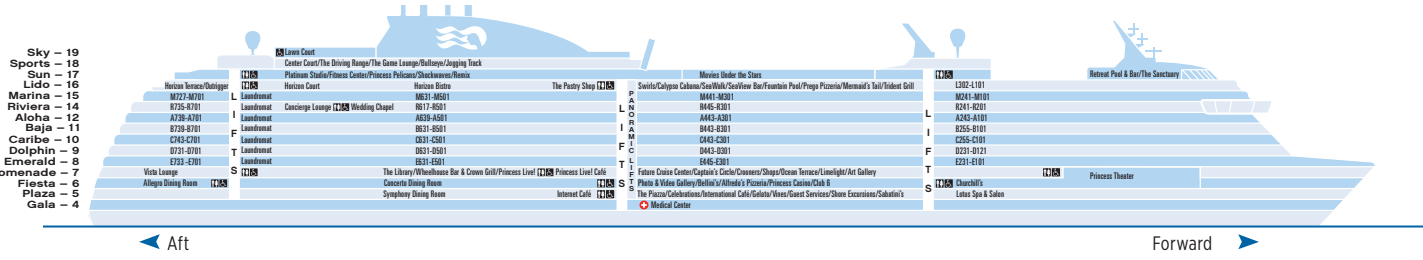 Sky – 19 Lawn Court
Sports – 18 Center Court/The Driving Range/The Game Lounge/Bullseye/Jogging Track
Sun – 17 Platinum Studio/Fitness Center/Princess Pelicans/Shockwaves/Remix Movies Under the Stars Retreat Pool & Bar/The Sanctuary
Lido – 16 Horizon Terrace/Outrigger Horizon Court Horizon Bistro The Pastry Shop Swirls/Calypso Cabana/SeaWalk/SeaView Bar/Fountain Pool/Prego Pizzeria/Mermaid's Tail/Trident Grill L302-L101
Marina – 15 M727-M701 Laundromat M631-M501 M441-M301 M241-M101
Riviera – 14 R735-R701 Laundromat Concierge Lounge Wedding Chapel R617-R501 R445-R301 R241-R201
Aloha – 12 A739-A701 Laundromat A639-A501 A443-A301 A243-A101
Baja – 11 B739-B701 Laundromat B631-B501 B443-B301 B255-B101
Caribe – 10 C743-C701 Laundromat C631-C501 C443-C301 C255-C101
Dolphin – 9 D731-D701 Laundromat D631-D501 D443-D301 D231-D121
Emerald – 8 E733 -E701 Laundromat E631-E501 E445-E301 E231-E101
omenade – 7 Vista Lounge The Library/Wheelhouse Bar & Crown Grill/Princess Live! Princess Live! Café Future Cruise Center/Captain's Circle/Crooners/Shops/Ocean Terrace/Limelight/Art Gallery Princess Theater
Fiesta – 6 Allegro Dining Room Concerto Dining Room Photo & Video Gallery/Bellini's/Alfredo's Pizzeria/Princess Casino/Club 6 Churchill's
Plaza – 5 Symphony Dining Room Internet Café The Piazza/Celebrations/International Café/Gelato/Vines/Guest Services/Shore Excursions/Sabatini's Lotus Spa & Salon
Gala – 4 Medical Center
LIFTS
LIFTS
PANORAMIC LIFTS
LIFTS
Aft Forward